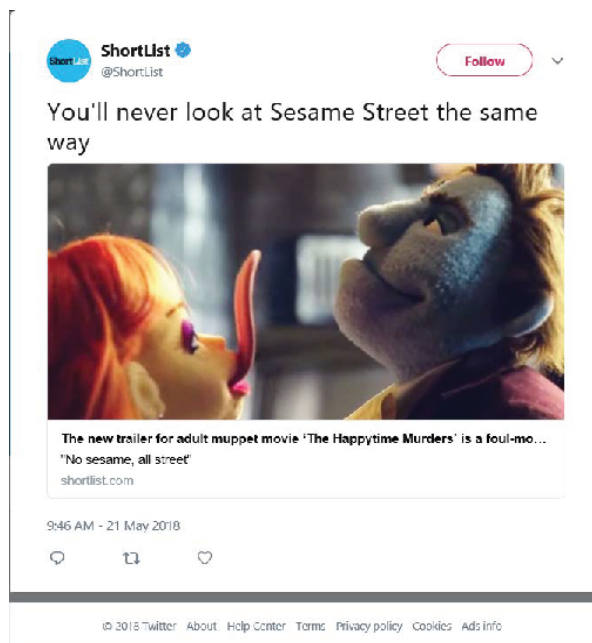 ShortList
ShortList
@ShortList
Follow
You'll never look at Sesame Street the same
way
The new trailer for adult muppet movie ‘The Happytime Murders’ is a foul-mo...
"No sesame, all street"
shortlist.com
9:46 AM - 21 May 2018
© 2018 Twitter About Help Center Terms Privacy policy Cookies Ads info